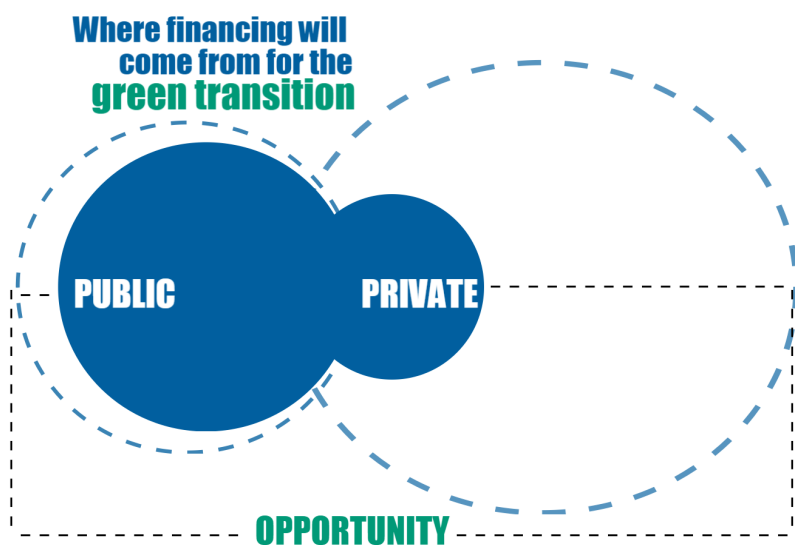 Where financing will
come from for the
green transition
PUBLIC
PRIVATE
OPPORTUNITY